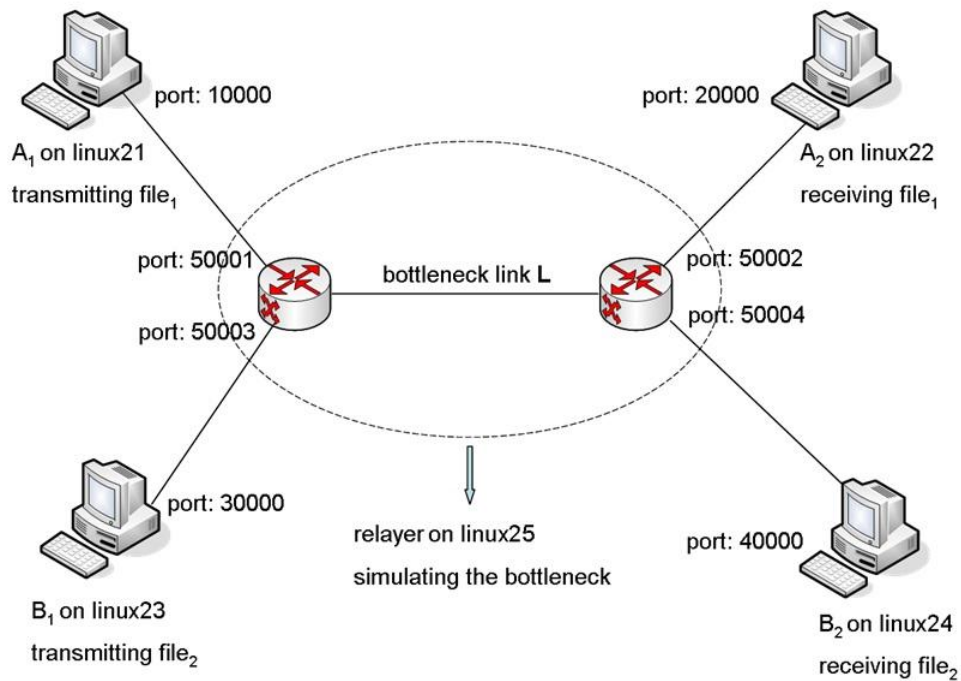 port: 10000
port: 20000
A₁ on linux21
transmitting file₁
A₂ on linux22
receiving file₁
port: 50001
bottleneck link L
port: 50002
port: 50003
port: 50004
port: 30000
relayer on linux25
simulating the bottleneck
port: 40000
B₁ on linux23
transmitting file₂
B₂ on linux24
receiving file₂